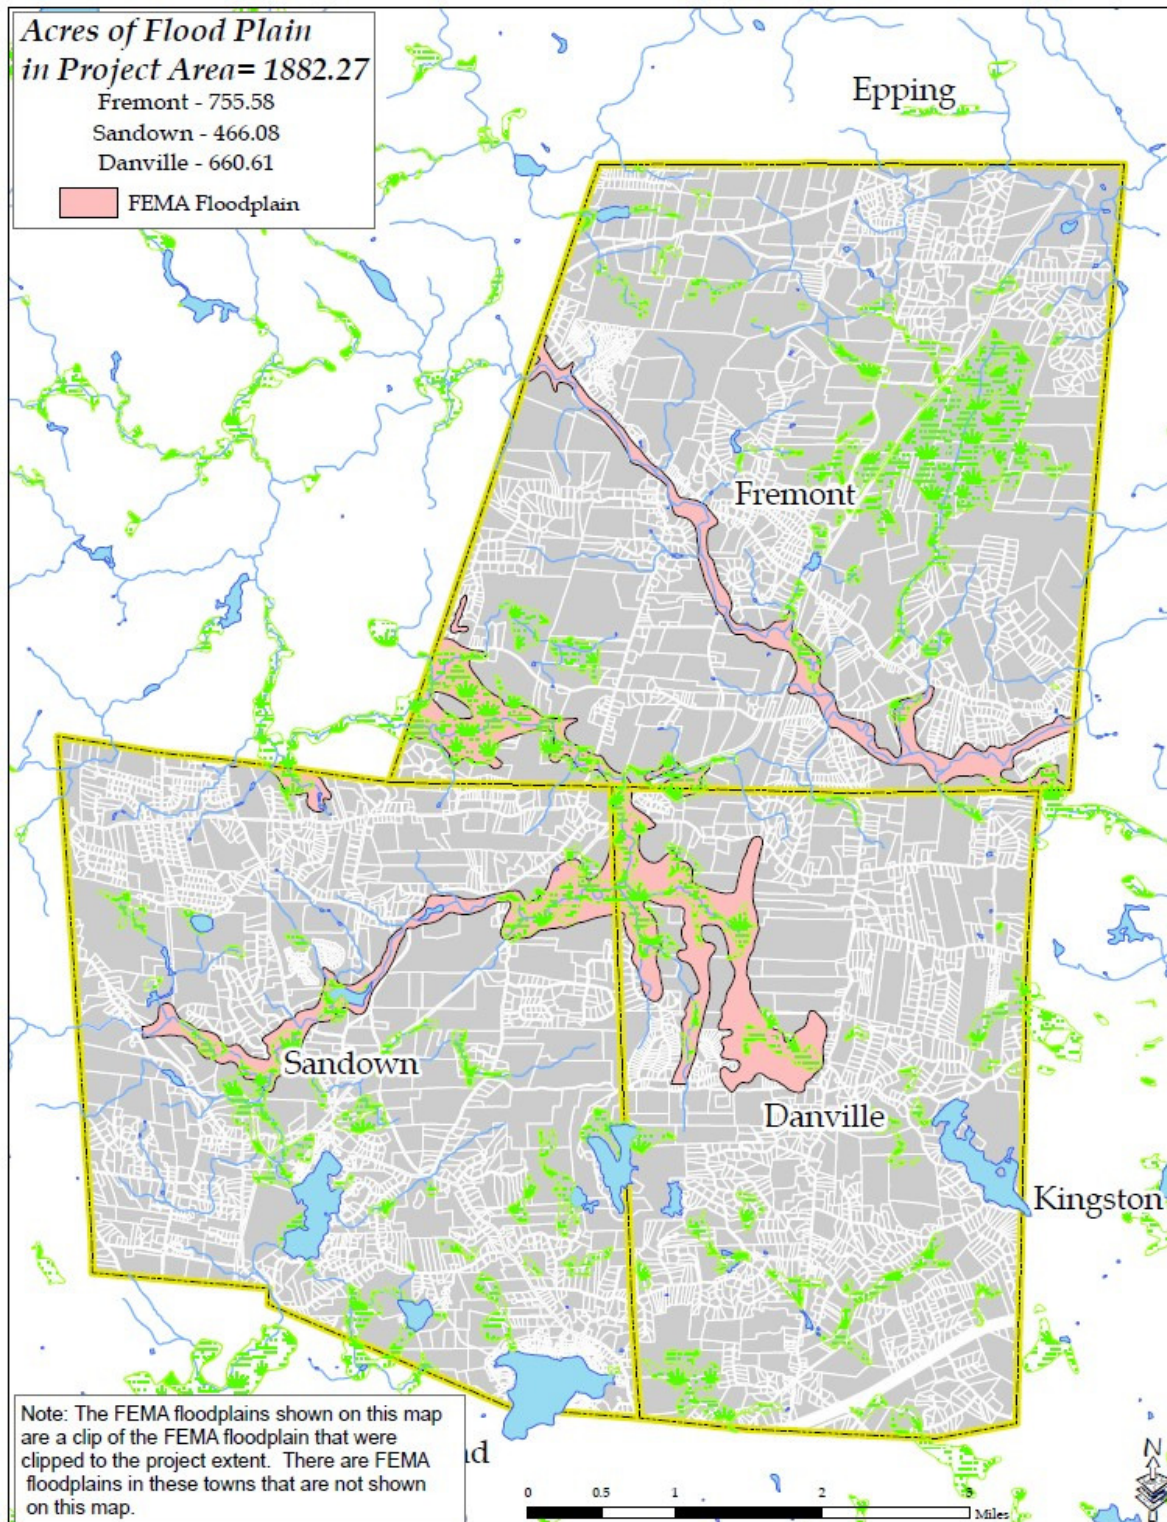 Acres of Flood Plain
in Project Area= 1882.27
Fremont - 755.58
Sandown - 466.08
Danville - 660.61
FEMA Floodplain
Epping
Fremont
Sandown
Danville
Kingston
Note: The FEMA floodplains shown on this map
are a clip of the FEMA floodplain that were
clipped to the project extent. There are FEMA
floodplains in these towns that are not shown
on this map.
nd
N
0 0.5 1 2 3
Miles